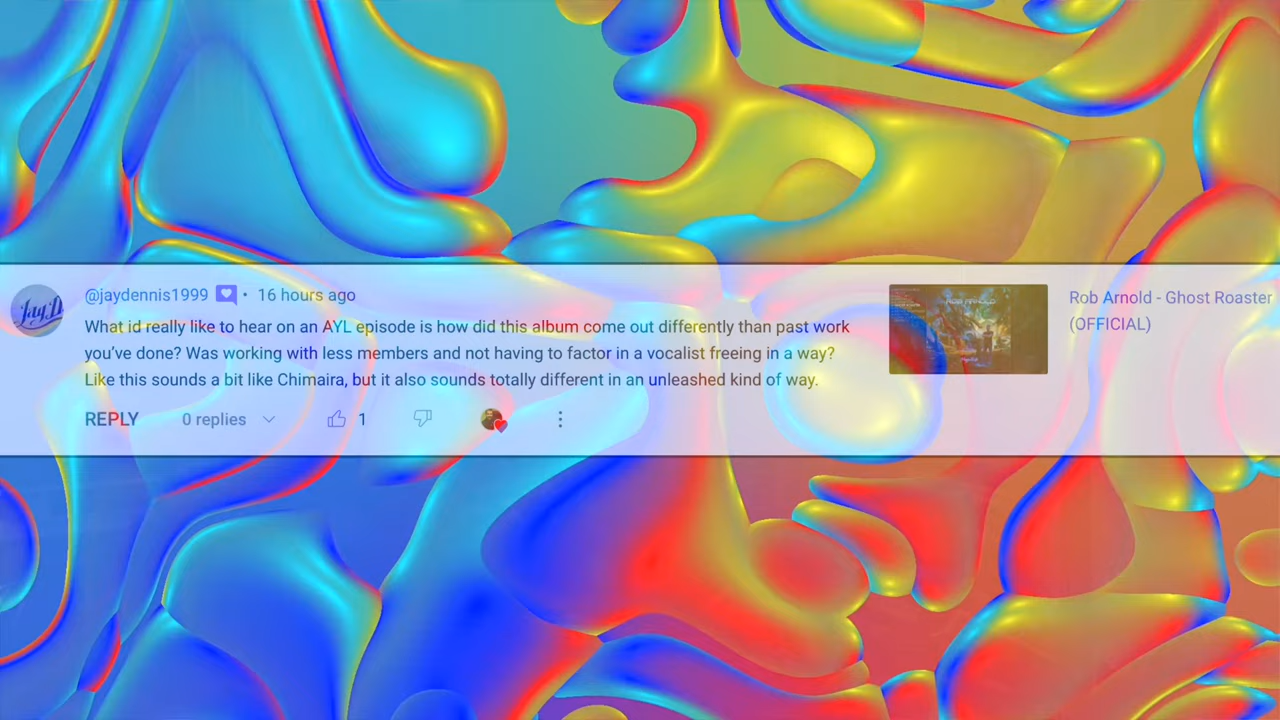 @jaydennis1999 • 16 hours ago
What id really like to hear on an AYL episode is how did this album come out differently than past work
you’ve done? Was working with less members and not having to factor in a vocalist freeing in a way?
Like this sounds a bit like Chimaira, but it also sounds totally different in an unleashed kind of way.
REPLY 0 replies 1
Rob Arnold - Ghost Roaster
(OFFICIAL)
Jay D
ROB ARNOLD